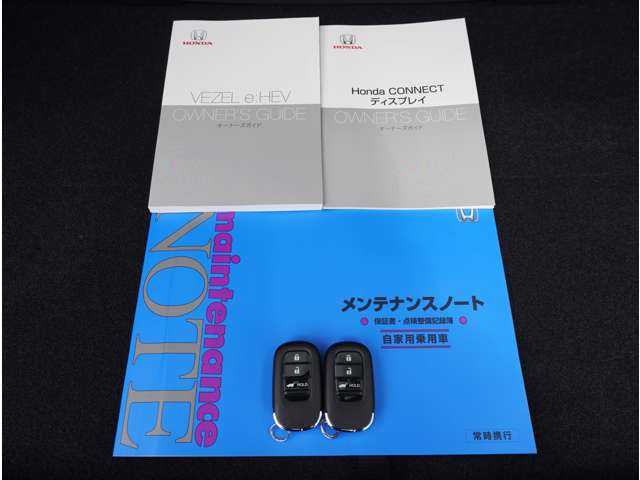 HONDA
VEZEL e:HEV
OWNER'S GUIDE
オーナーズガイド
HONDA
Honda CONNECT
ディスプレイ
OWNER'S GUIDE
オーナーズガイド
maintenance
NOTE
メンテナンスノート
保証書・点検整備記録簿
自家用乗用車
常時携行
HOLD
HOLD